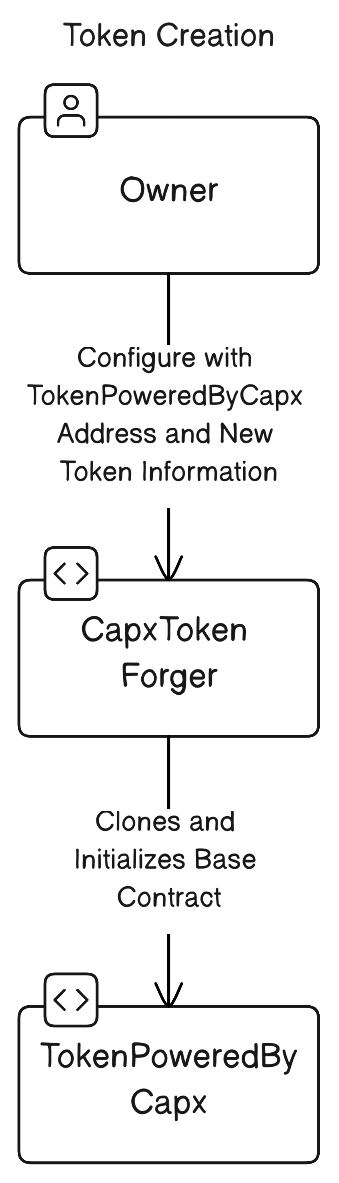 Token Creation
Owner
Configure with
TokenPoweredByCapx
Address and New
Token Information
CapxToken
Forger
Clones and
Initializes Base
Contract
TokenPoweredBy
Capx